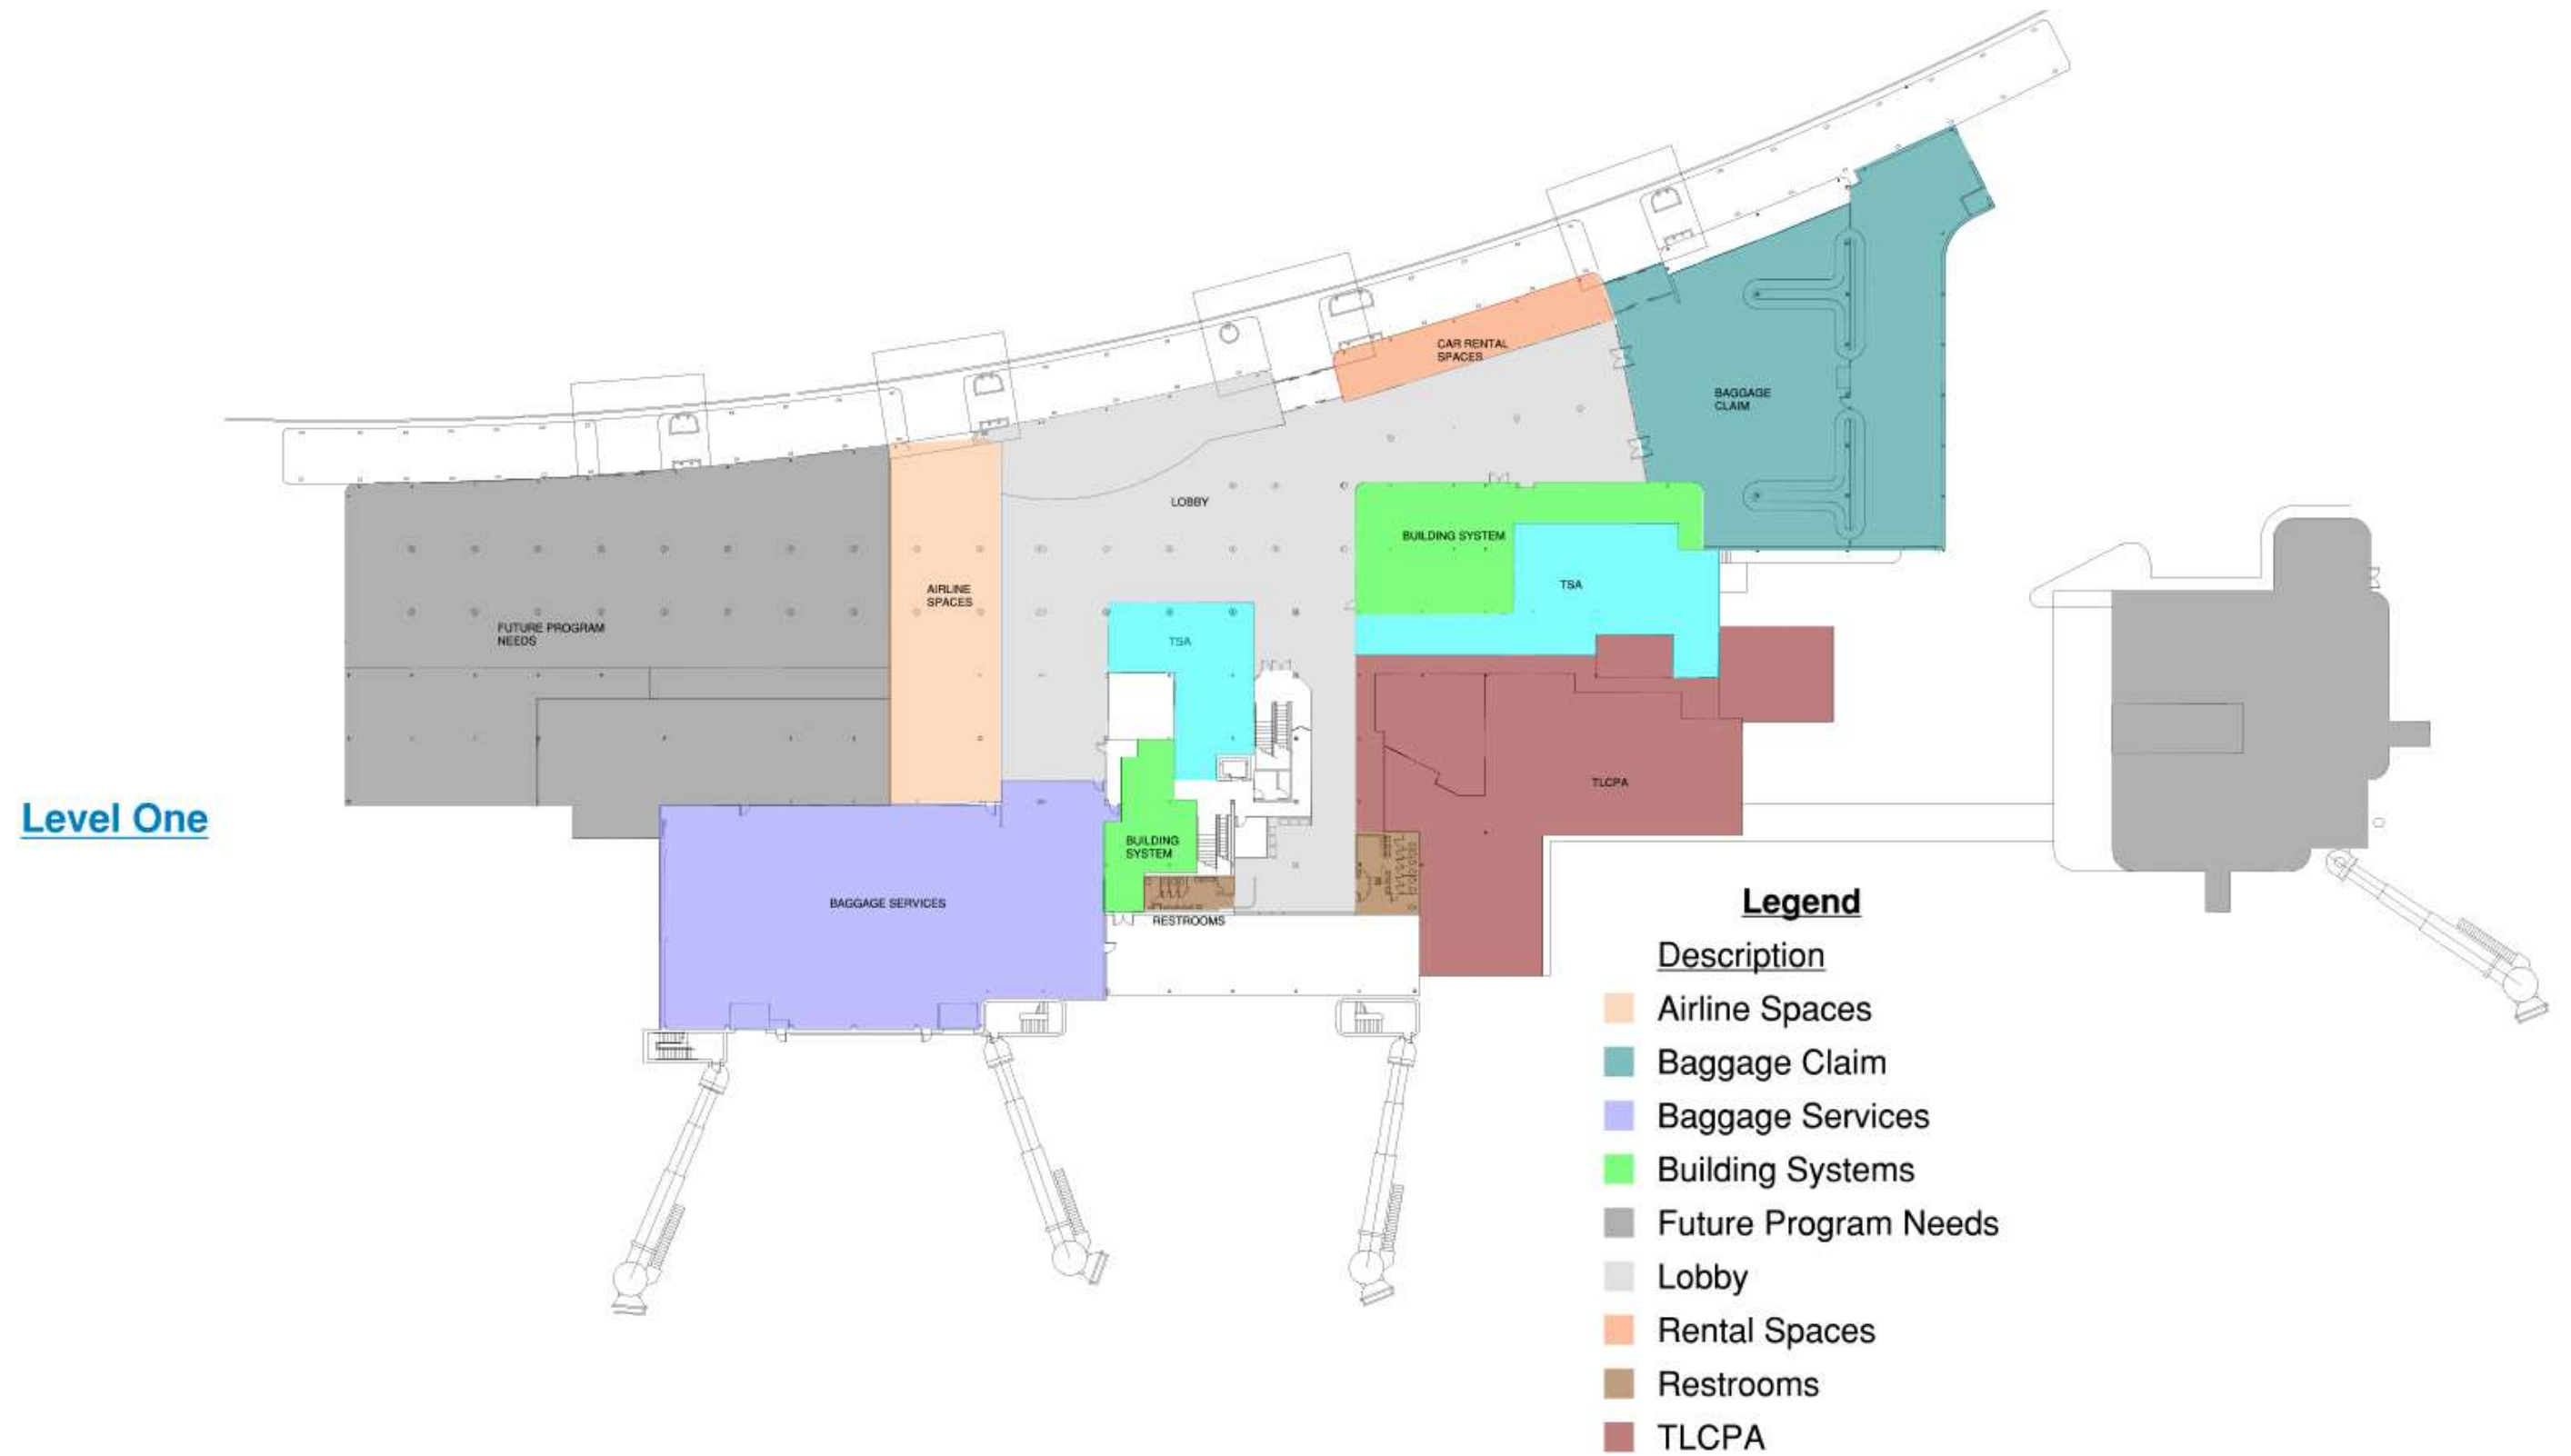 CAR RENTAL
SPACES
BAGGAGE
CLAIM
LOBBY
BUILDING SYSTEM
TSA
AIRLINE
SPACES
FUTURE PROGRAM
NEEDS
TSA
TLCPA
Level One
BUILDING
SYSTEM
BAGGAGE SERVICES
RESTROOMS
Legend
Description
Airline Spaces
Baggage Claim
Baggage Services
Building Systems
Future Program Needs
Lobby
Rental Spaces
Restrooms
TLCPA